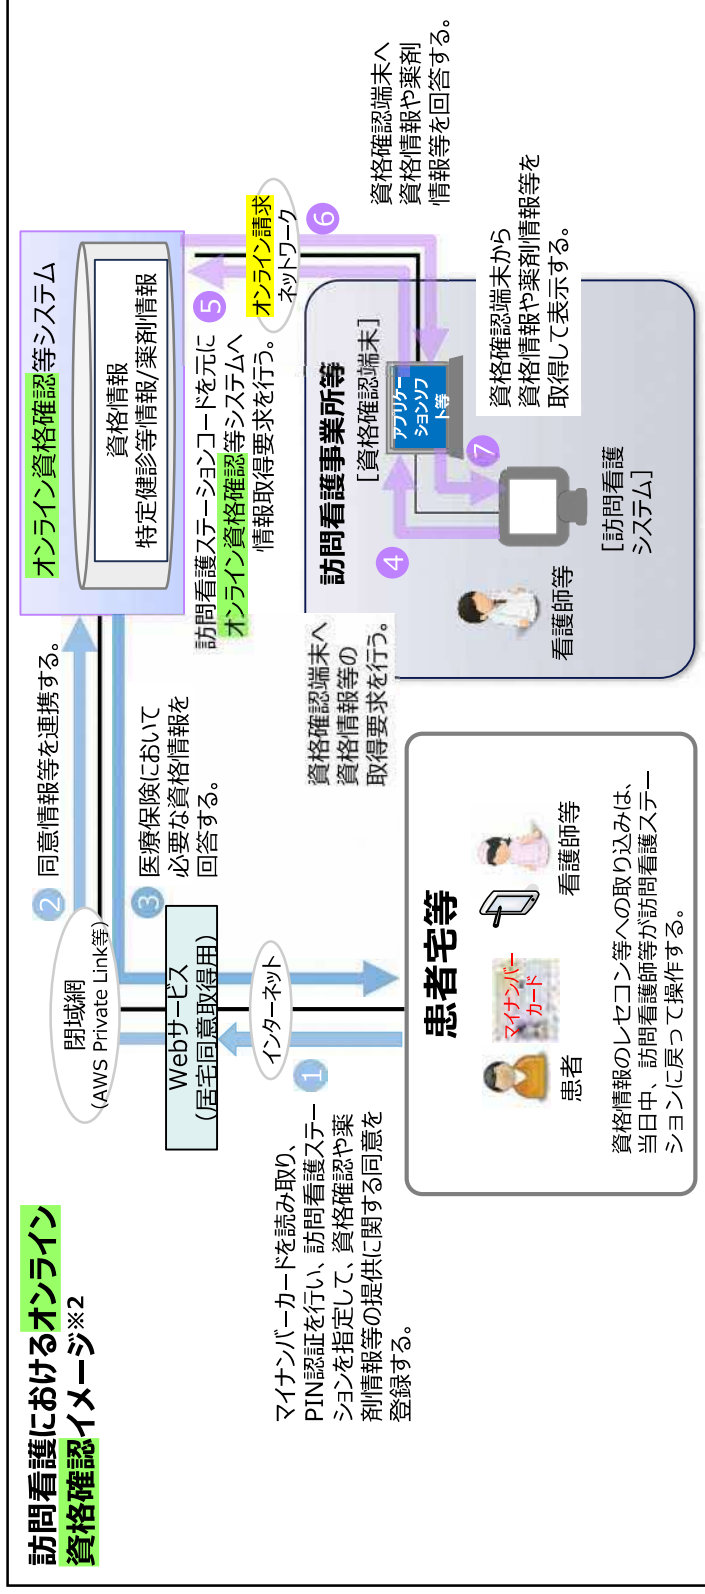 訪問看護におけるオンライン
資格確認イメージ※2
閉域網
(AWS Private Link等)
② 同意情報等を連携する。
オンライン資格確認等システム
資格情報
特定健診等情報/薬剤情報
Webサービス
(居宅同意取得用)
③ 医療保険において
必要な資格情報を
回答する。
インターネット
①
マイナンバーカードを読み取り、
PIN認証を行い、訪問看護ステー
ションを指定して、資格確認や薬
剤情報等の提供に関する同意を
登録する。
⑤
訪問看護ステーションコードを元に
オンライン資格確認等システムへ
情報取得要求を行う。
オンライン請求
ネットワーク
⑥
資格確認端末へ
資格情報や薬剤
情報等を回答する。
資格確認端末へ
資格情報等の
取得要求を行う。
④
訪問看護事業所等
[資格確認端末]
アプリケー
ションソフ
ト等
⑦
資格確認端末から
資格情報や薬剤情報等を
取得して表示する。
看護師等
[訪問看護
システム]
患者宅等
患者
マイナンバー
カード
看護師等
資格情報のレセコン等への取り込みは、
当日中、訪問看護師等が訪問看護ステー
ションに戻って操作する。